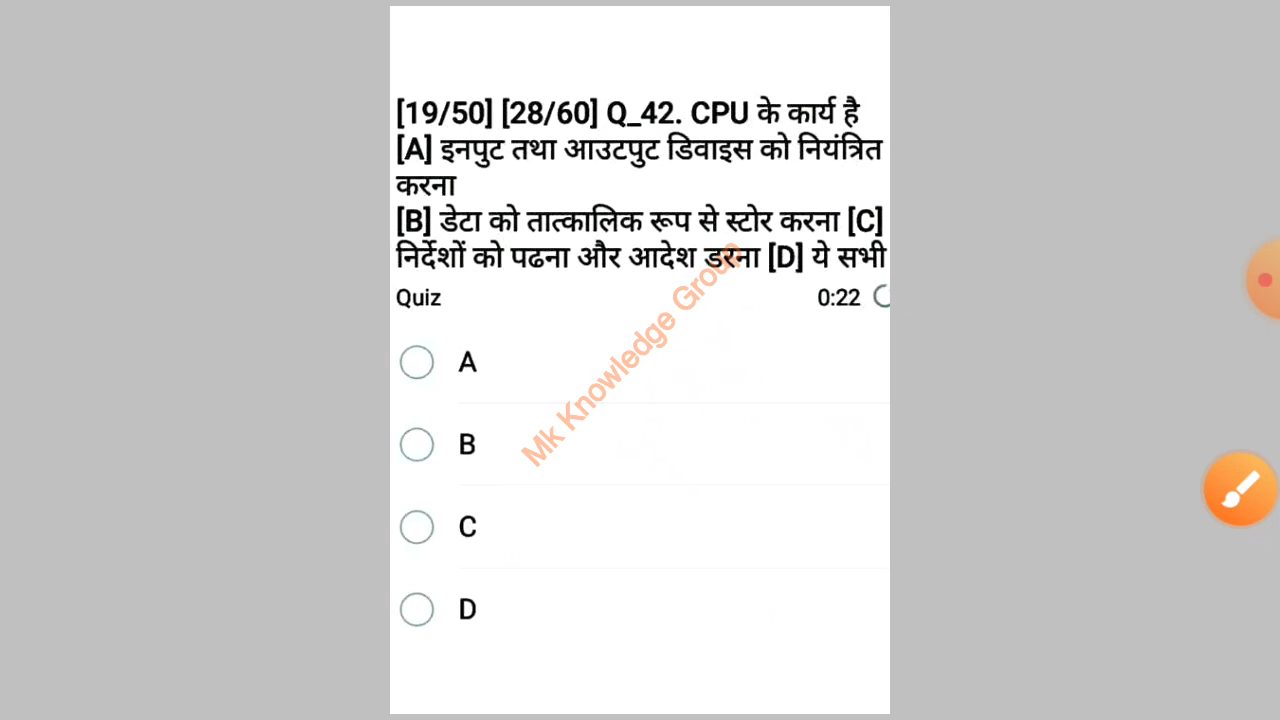 [19/50] [28/60] Q_42. CPU के कार्य है
[A] इनपुट तथा आउटपुट डिवाइस को नियंत्रित
करना
[B] डेटा को तात्कालिक रूप से स्टोर करना [C]
निर्देशों को पढना और आदेश डरना [D] ये सभी
Quiz 0:22
A
B
C
D
Mk Knowledge Group